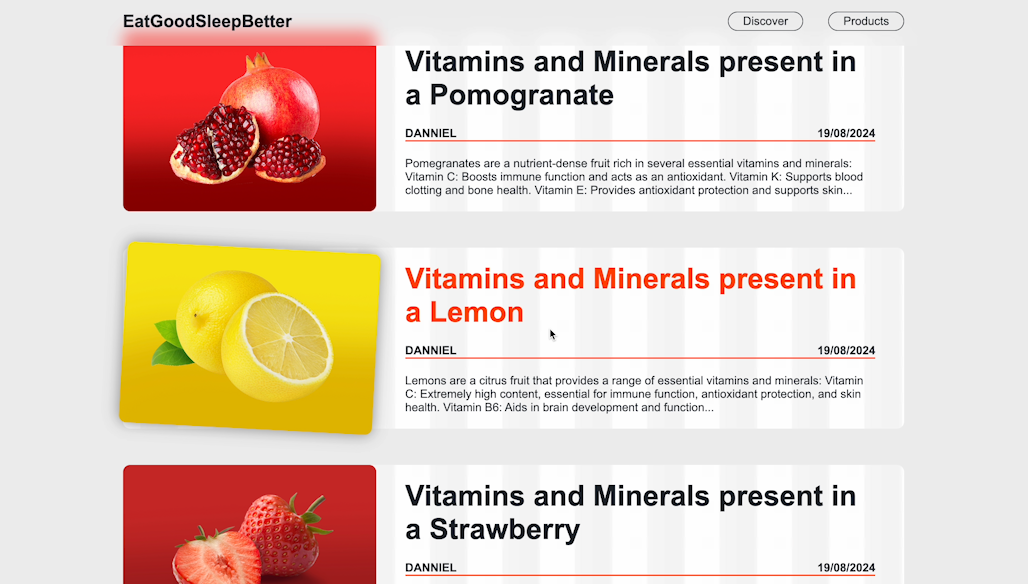 EatGoodSleepBetter
Discover
Products
Vitamins and Minerals present in
a Pomogranate
DANNIEL
19/08/2024
Pomegranates are a nutrient-dense fruit rich in several essential vitamins and minerals:
Vitamin C: Boosts immune function and acts as an antioxidant. Vitamin K: Supports blood
clotting and bone health. Vitamin E: Provides antioxidant protection and supports skin...
Vitamins and Minerals present in
a Lemon
DANNIEL
19/08/2024
Lemons are a citrus fruit that provides a range of essential vitamins and minerals: Vitamin
C: Extremely high content, essential for immune function, antioxidant protection, and skin
health. Vitamin B6: Aids in brain development and function...
Vitamins and Minerals present in
a Strawberry
DANNIEL
19/08/2024